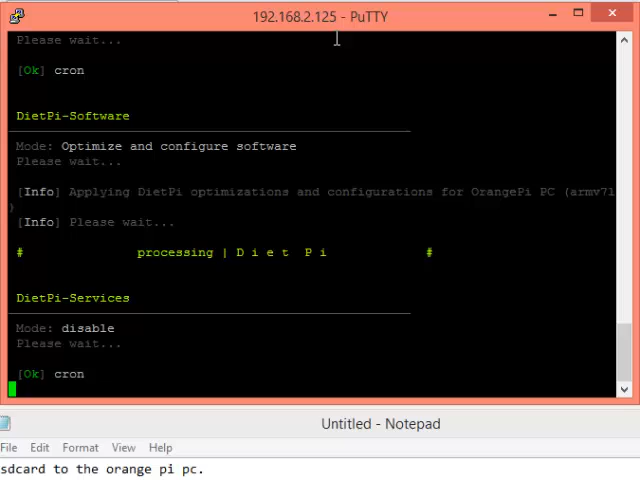 192.168.2.125 - PuTTY
Please wait...
[Ok] cron
DietPi-Software
Mode: Optimize and configure software
Please wait...
[Info] Applying DietPi optimizations and configurations for OrangePi PC (armv7l
)
[Info] Please wait...
# processing | D i e t P i #
DietPi-Services
Mode: disable
Please wait...
[Ok] cron
Untitled - Notepad
File Edit Format View Help
sdcard to the orange pi pc.